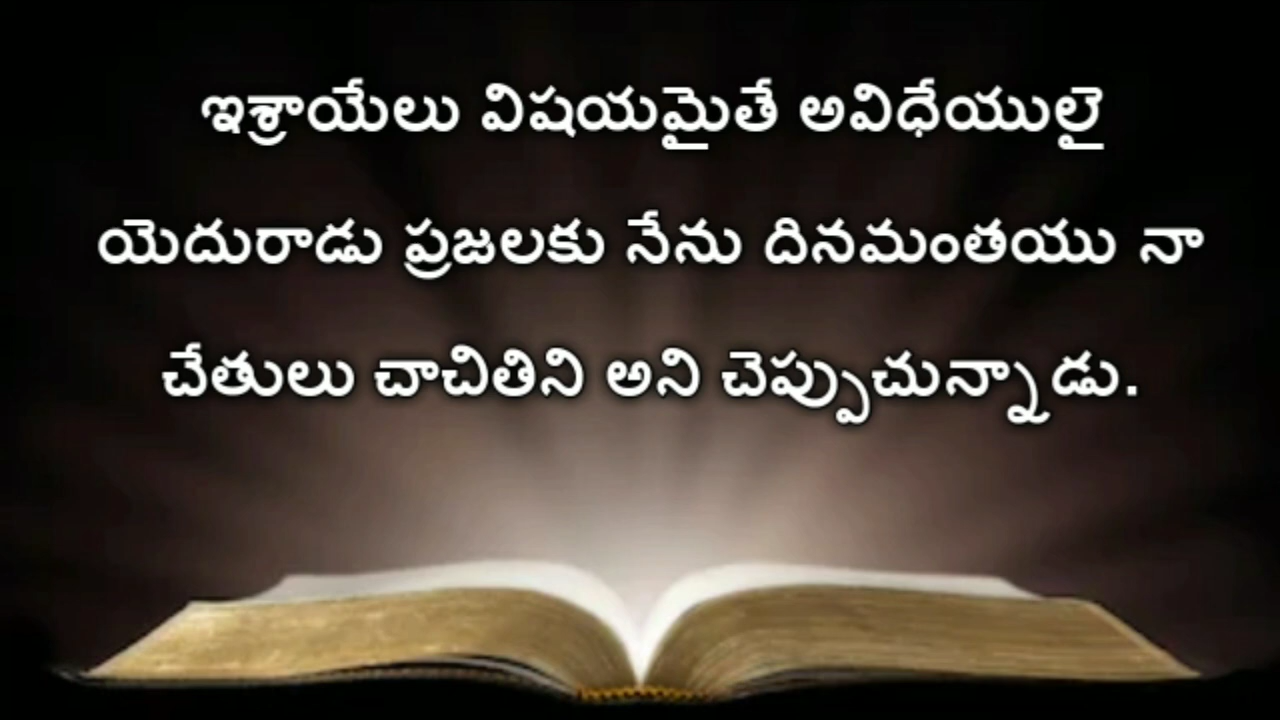 ఇశ్రాయేలు విషయమైతే అవిధేయులై
యెదురాడు ప్రజలకు నేను దినమంతయు నా
చేతులు చాచితిని అని చెప్పుచున్నాడు.